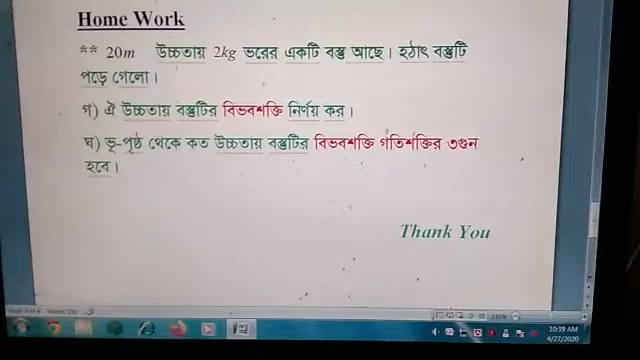 Home Work
** 20m উচ্চতায় 2kg ভরের একটি বস্তু আছে। হঠাৎ বস্তুটি
পড়ে গেলো।
গ) ঐ উচ্চতায় বস্তুটির বিভবশক্তি নির্ণয় কর।
ঘ) ভূ-পৃষ্ঠ থেকে কত উচ্চতায় বস্তুটির বিভবশক্তি গতিশক্তির ৩গুন
হবে।
Thank You
110%
10:39 AM
4/27/2020